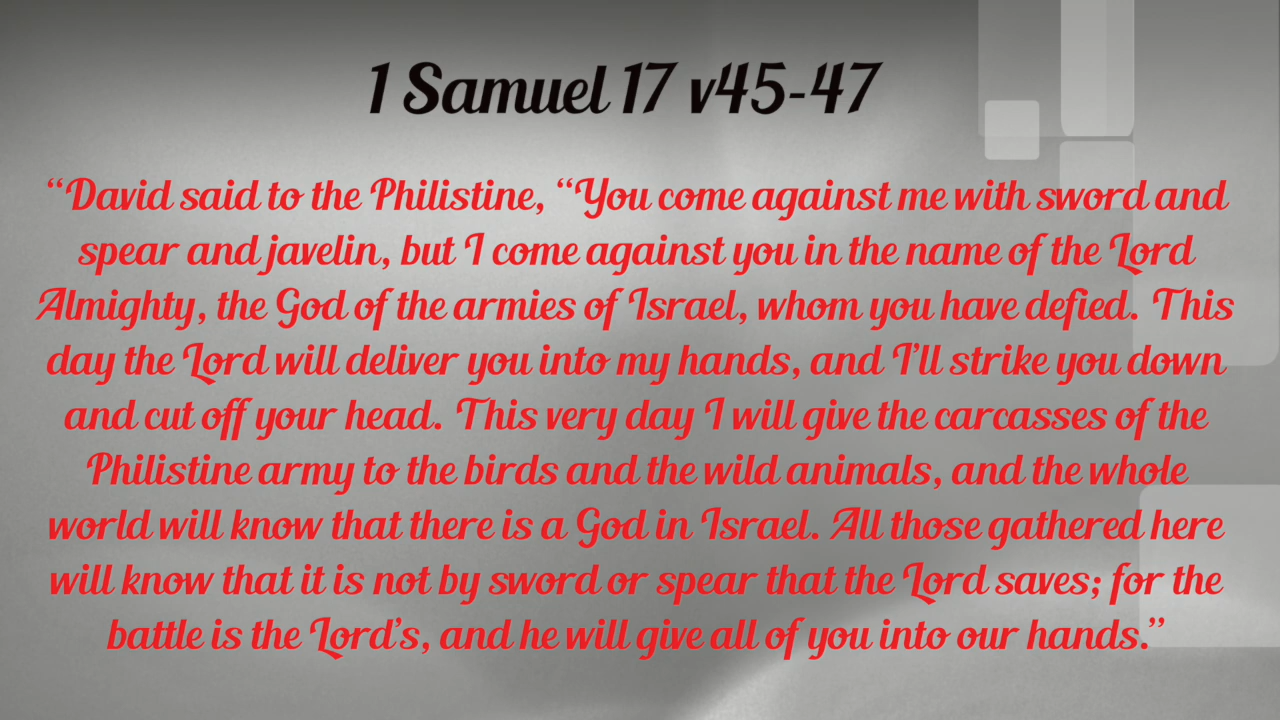 1 Samuel 17 v45-47
“David said to the Philistine, “You come against me with sword and
spear and javelin, but I come against you in the name of the Lord
Almighty, the God of the armies of Israel, whom you have defied. This
day the Lord will deliver you into my hands, and I’ll strike you down
and cut off your head. This very day I will give the carcasses of the
Philistine army to the birds and the wild animals, and the whole
world will know that there is a God in Israel. All those gathered here
will know that it is not by sword or spear that the Lord saves; for the
battle is the Lord’s, and he will give all of you into our hands.”